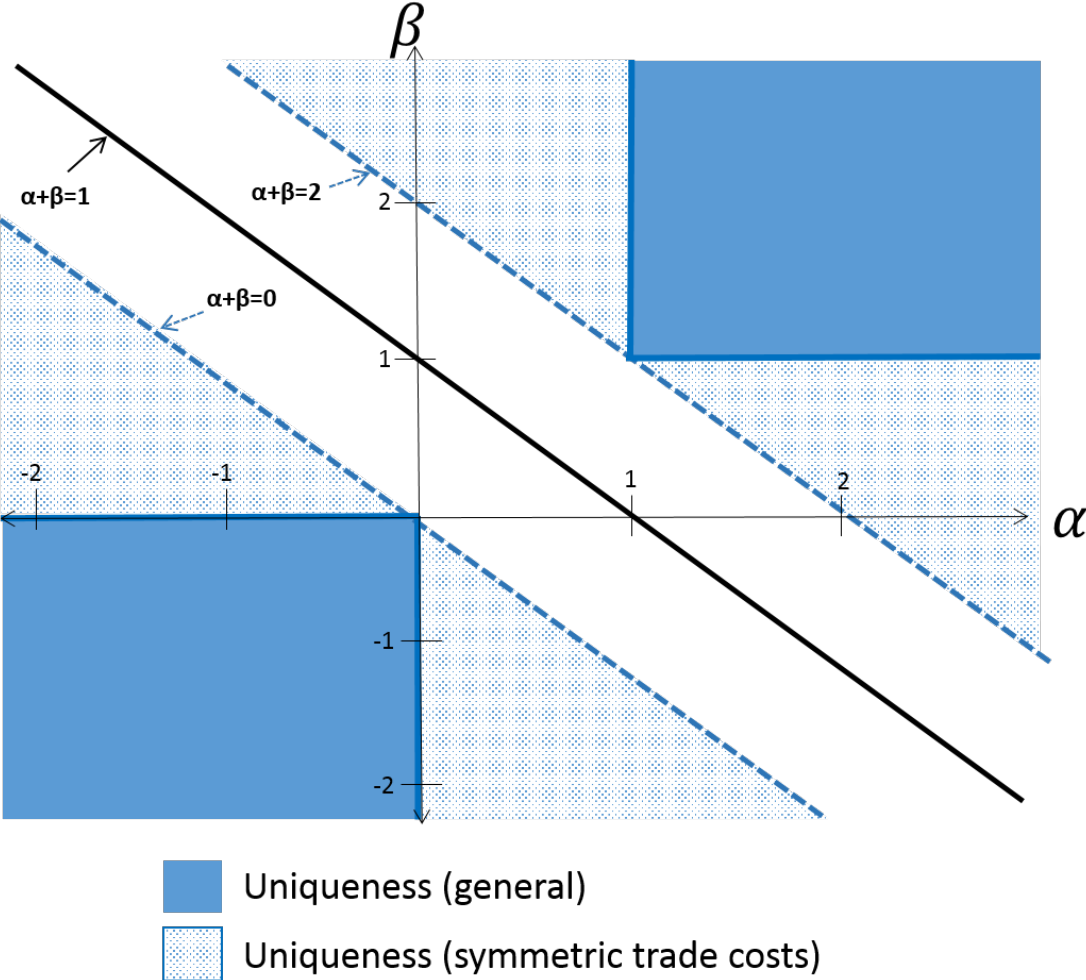 β
α+β=1
α+β=2
2
α+β=0
1
-2
-1
1
2
α
-1
-2
Uniqueness (general)
Uniqueness (symmetric trade costs)